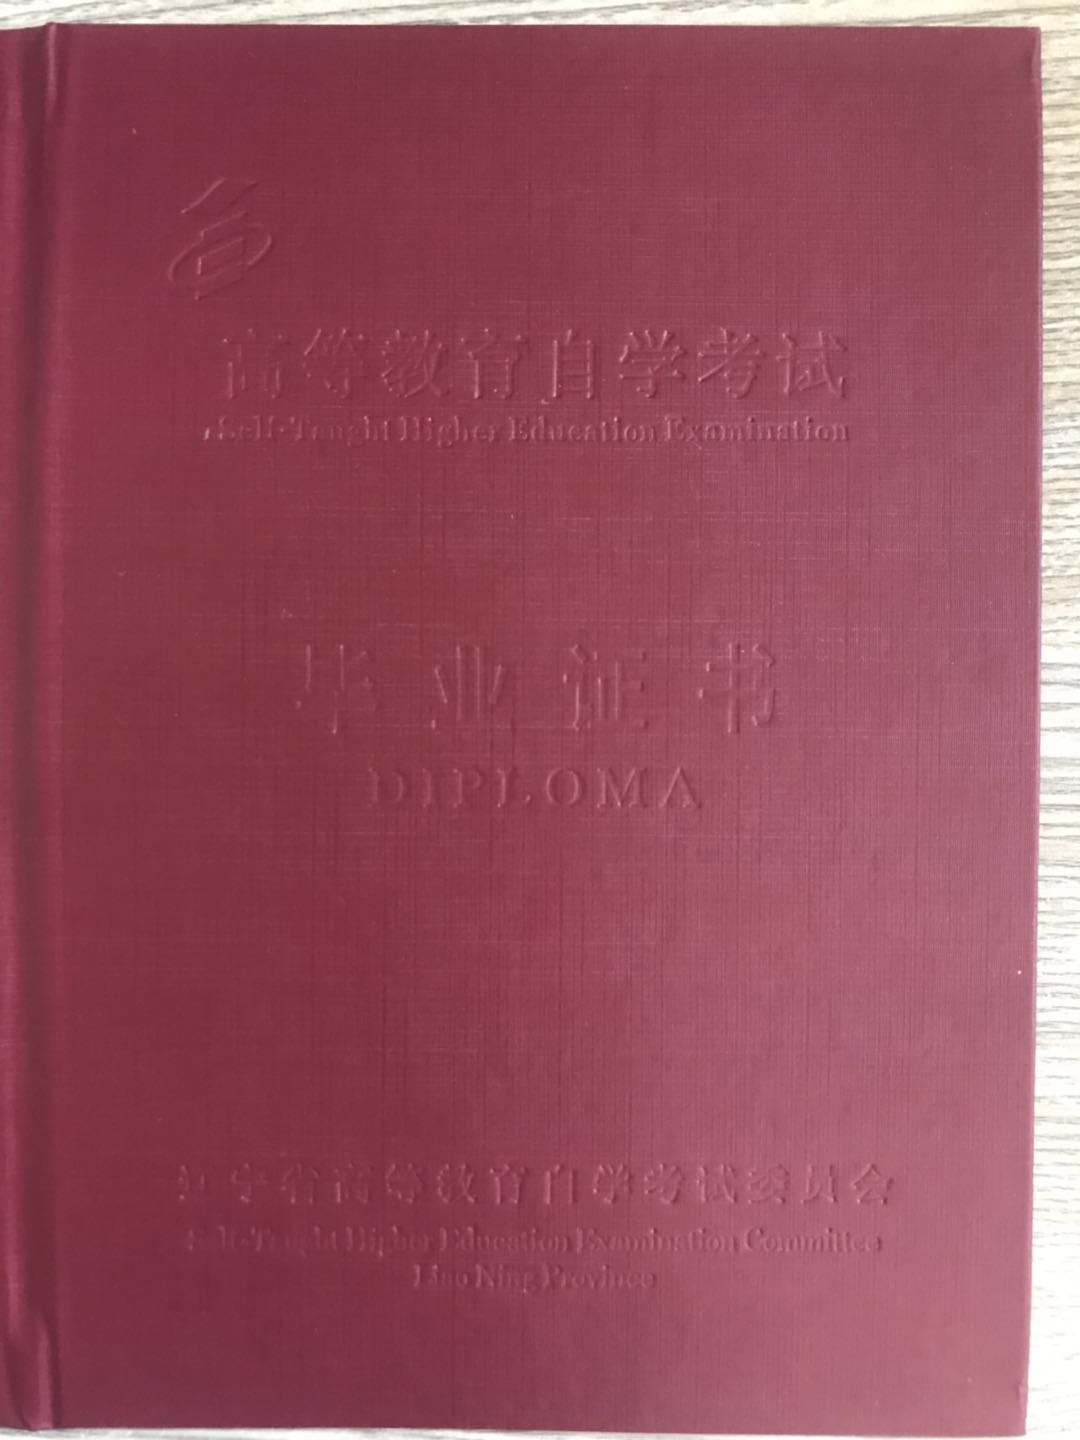 高等教育自学考试
Self-Taught Higher Education Examination
毕业证书
DIPLOMA
辽宁省高等教育自学考试委员会
Self-Taught Higher Education Examination Committee
Liao Ning Province